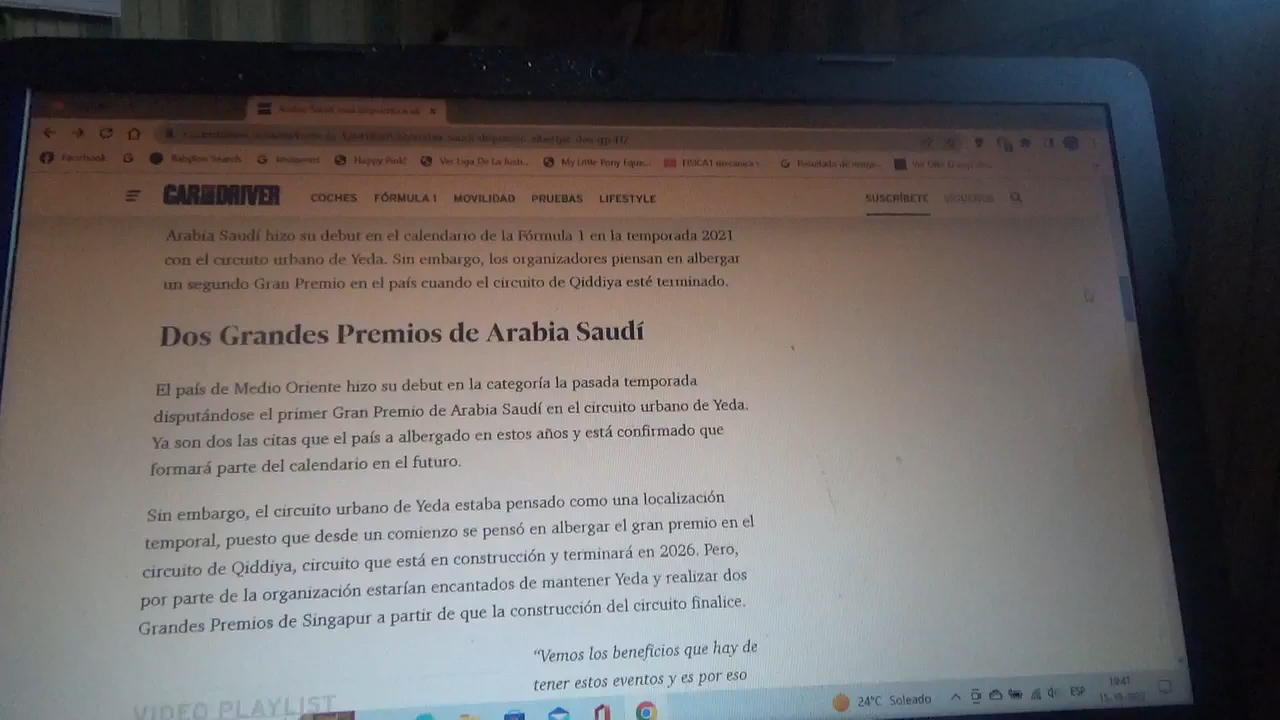 Facebook
Babylon Search
Happy Pink!
My Little Pony Eque...
CAR AND DRIVER
COCHES FÓRMULA 1 MOVILIDAD PRUEBAS LIFESTYLE
SUSCRÍBETE SÍGUENOS
Arabia Saudí hizo su debut en el calendario de la Fórmula 1 en la temporada 2021
con el circuito urbano de Yeda. Sin embargo, los organizadores piensan en albergar
un segundo Gran Premio en el país cuando el circuito de Qiddiya esté terminado.
Dos Grandes Premios de Arabia Saudí
El país de Medio Oriente hizo su debut en la categoría la pasada temporada
disputándose el primer Gran Premio de Arabia Saudí en el circuito urbano de Yeda.
Ya son dos las citas que el país a albergado en estos años y está confirmado que
formará parte del calendario en el futuro.
Sin embargo, el circuito urbano de Yeda estaba pensado como una localización
temporal, puesto que desde un comienzo se pensó en albergar el gran premio en el
circuito de Qiddiya, circuito que está en construcción y terminará en 2026. Pero,
por parte de la organización estarían encantados de mantener Yeda y realizar dos
Grandes Premios de Singapur a partir de que la construcción del circuito finalice.
“Vemos los beneficios que hay de
tener estos eventos y es por eso
VIDEO PLAYLIST
24°C Soleado
ESP